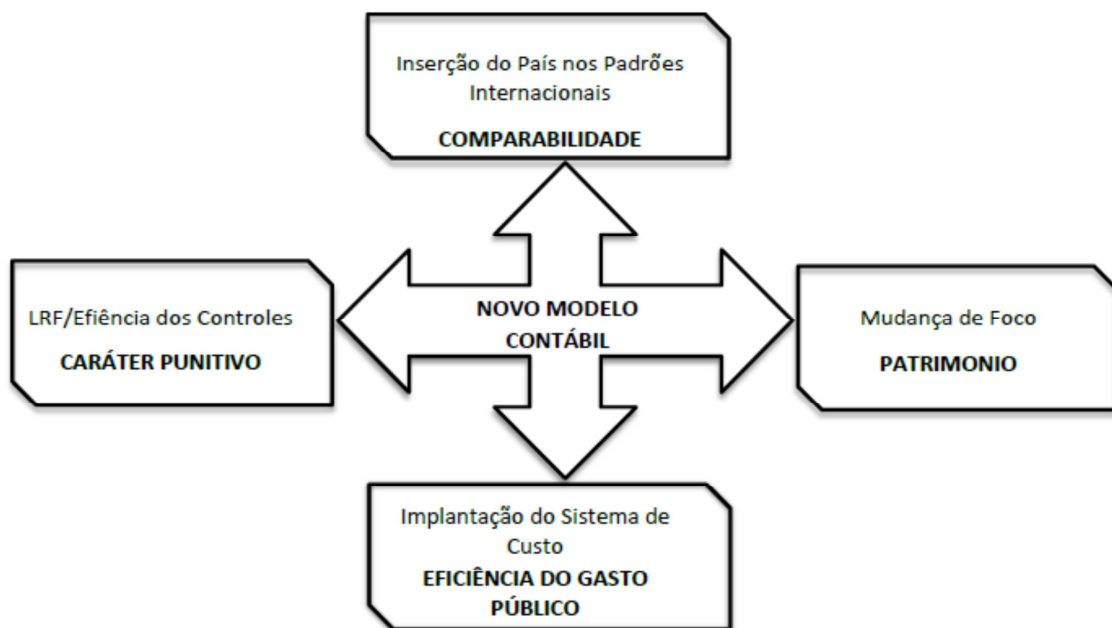 Inserção do País nos Padrões
Internacionais
COMPARABILIDADE
LRF/Efiência dos Controles
CARÁTER PUNITIVO
NOVO MODELO
CONTÁBIL
Mudança de Foco
PATRIMONIO
Implantação do Sistema de
Custo
EFICIÊNCIA DO GASTO
PÚBLICO